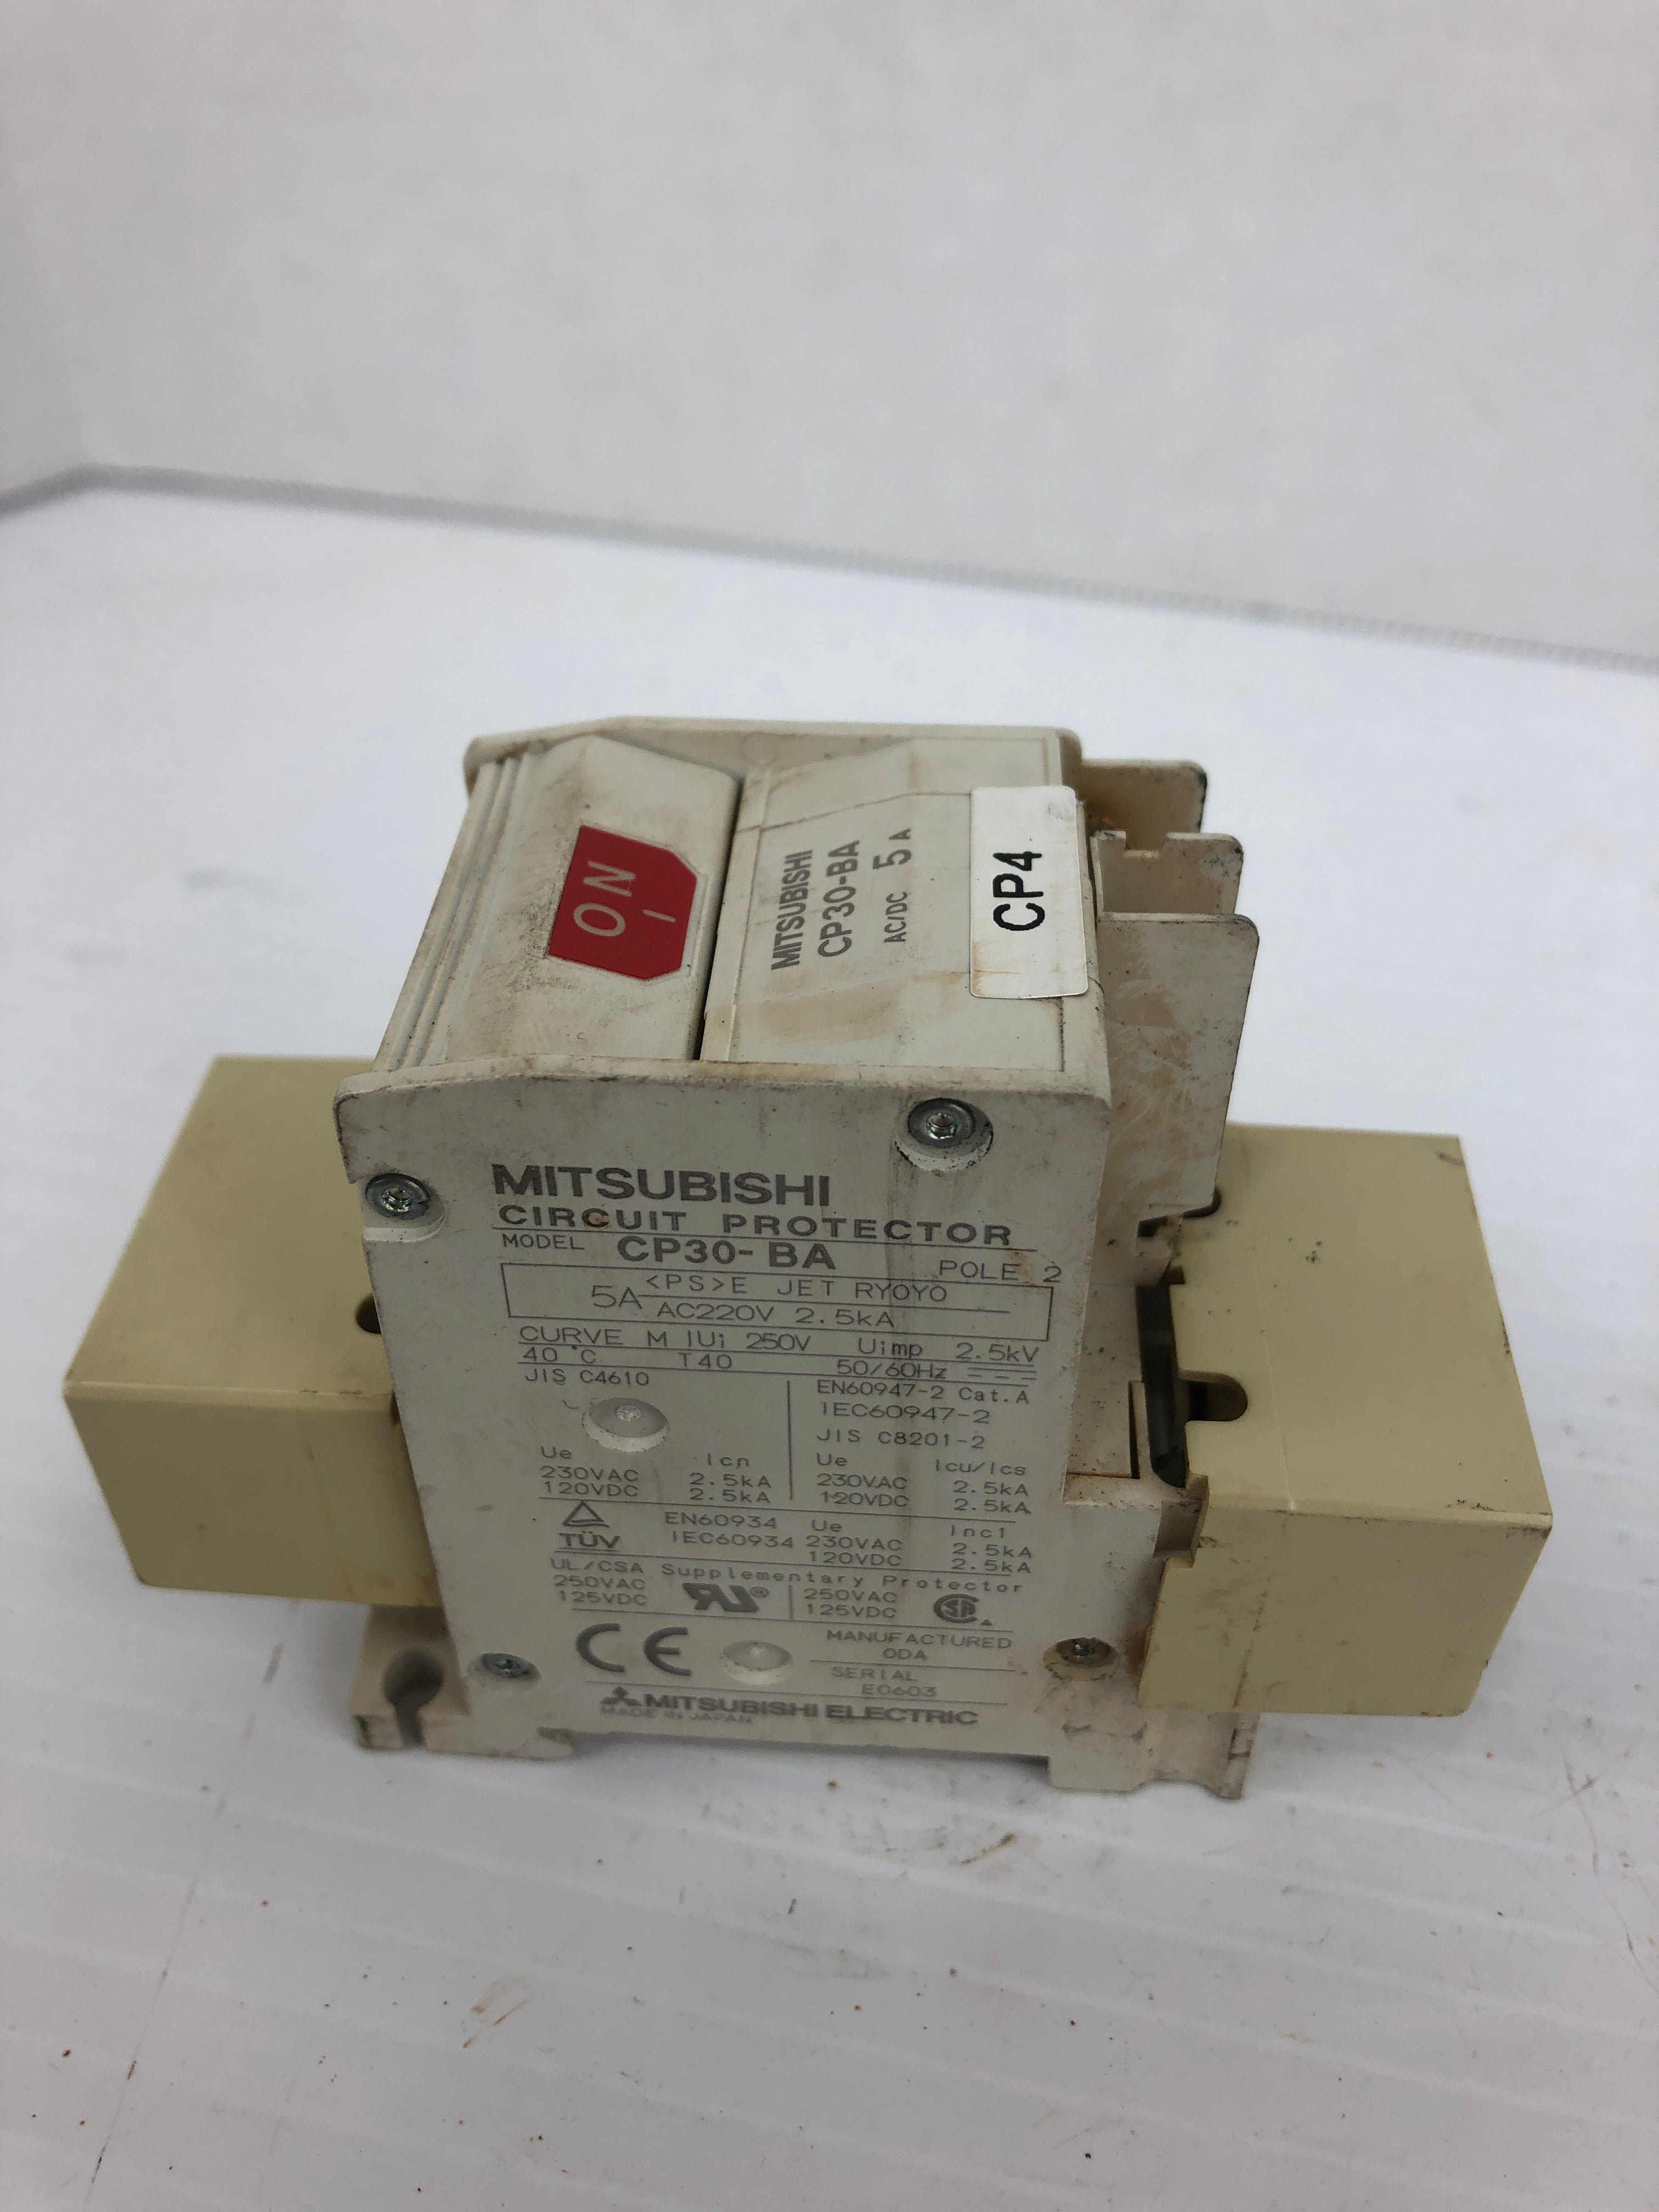 ON
I
MITSUBISHI
CP30-BA
AC/DC 5 A
CP4
MITSUBISHI
CIRCUIT PROTECTOR
MODEL CP30-BA POLE 2
5A <PS>E JET RYOYO
AC220V 2.5kA
CURVE M IUi 250V Uimp 2.5kV
40°C T40 50/60Hz
JIS C4610
EN60947-2 Cat.A
IEC60947-2
JIS C8201-2
Ue Icn
230VAC 2.5kA
120VDC 2.5kA
Ue Icu/Ics
230VAC 2.5kA
120VDC 2.5kA
TÜV
EN60934 Ue Inc1
IEC60934 230VAC 2.5kA
120VDC 2.5kA
UL/CSA Supplementary Protector
250VAC
125VDC
RU®
250VAC
125VDC
SA
CE
MANUFACTURED
ODA
SERIAL
E0603
MITSUBISHI ELECTRIC
MADE IN JAPAN